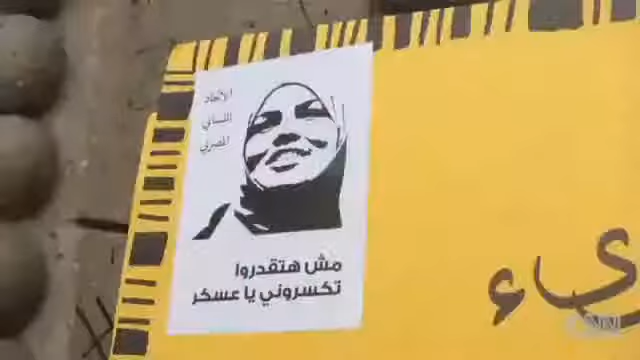 الاتحاد
النسائي
المصري
مش هتقدروا
تكسروني يا عسكر
CNN